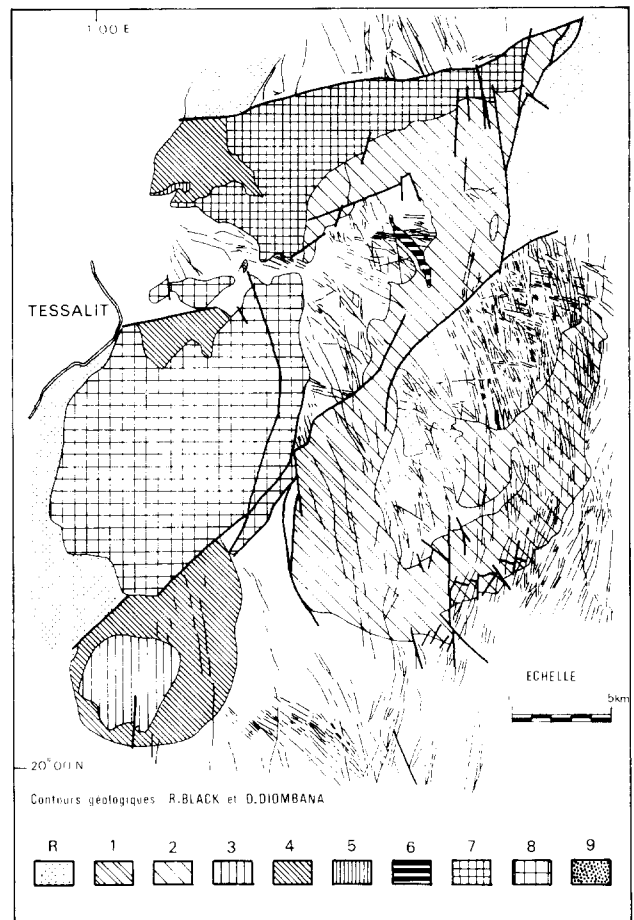 1°00 E
TESSALIT
ECHELLE
5km
20°00 N
Contours géologiques R.BLACK et D.DIOMBANA
R 1 2 3 4 5 6 7 8 9